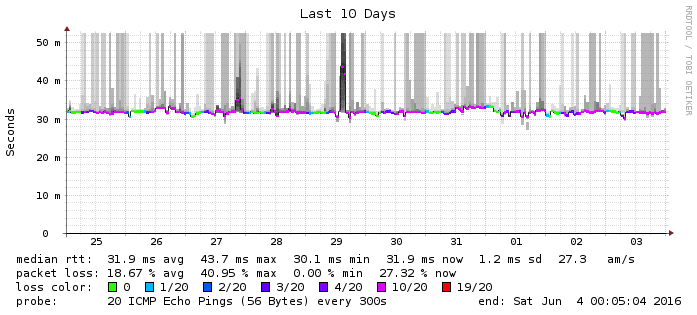 Last 10 Days
RRDTOOL / TOBI OETIKER
Seconds
50 m
40 m
30 m
20 m
10 m
0
25 26 27 28 29 30 31 01 02 03
median rtt: 31.9 ms avg 43.7 ms max 30.1 ms min 31.9 ms now 1.2 ms sd 27.3 am/s
packet loss: 18.67 % avg 40.95 % max 0.00 % min 27.32 % now
loss color: 0 1/20 2/20 3/20 4/20 10/20 19/20
probe: 20 ICMP Echo Pings (56 Bytes) every 300s end: Sat Jun 4 00:05:04 2016